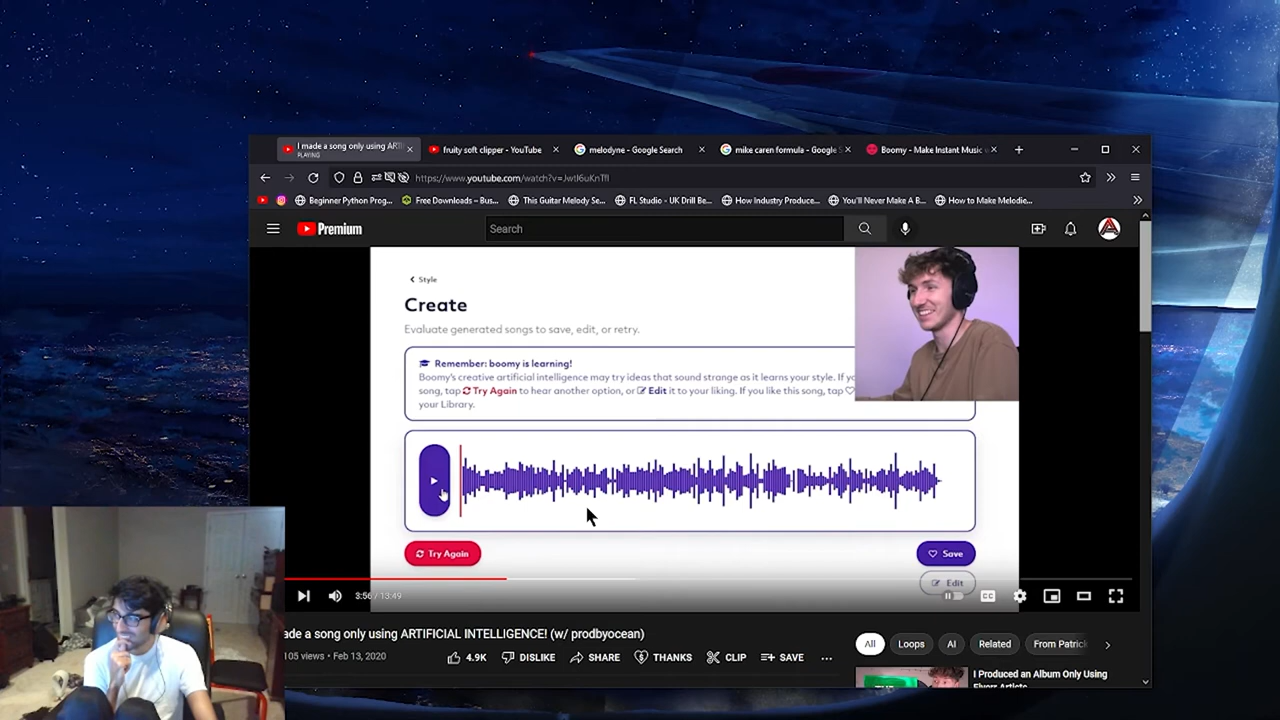 I made a song only using ARTI
PLAYING
fruity soft clipper - YouTube
melodyne - Google Search
mike caren formula - Google S
Boomy - Make Instant Music
https://www.youtube.com/watch?v=JwtI6uKnTfI
Beginner Python Prog...
Free Downloads – Bus...
This Guitar Melody Se...
FL Studio - UK Drill Be...
How Industry Produce...
You'll Never Make A B...
How to Make Melodie...
Premium
Search
Style
Create
Evaluate generated songs to save, edit, or retry.
Remember: boomy is learning!
Boomy's creative artificial intelligence may try ideas that sound strange as it learns your style. If yo
song, tap Try Again to hear another option, or Edit it to your liking. If you like this song, tap
your Library.
Try Again
Save
Edit
3:56 / 13:49
CC
ade a song only using ARTIFICIAL INTELLIGENCE! (w/ prodbyocean)
105 views • Feb 13, 2020
4.9K
DISLIKE
SHARE
THANKS
CLIP
SAVE
All
Loops
AI
Related
From Patrick
I Produced an Album Only Using
Fiverr Artists